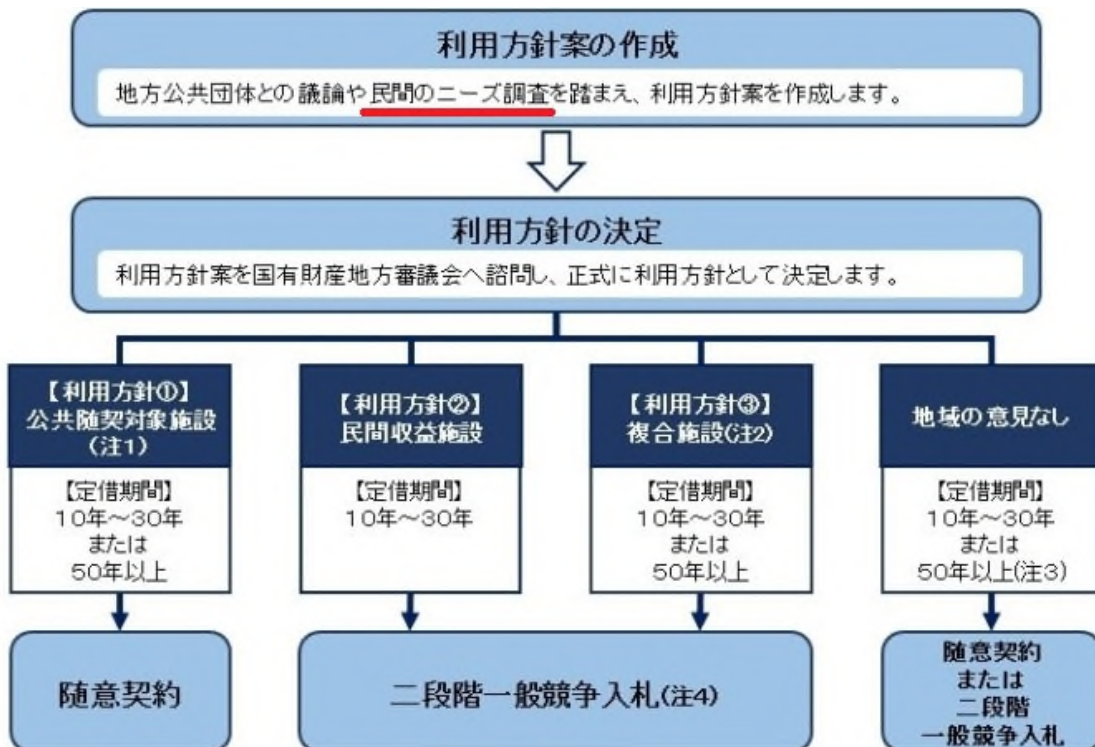 利用方針案の作成
地方公共団体との議論や民間のニーズ調査を踏まえ、利用方針案を作成します。
利用方針の決定
利用方針案を国有財産地方審議会へ諮問し、正式に利用方針として決定します。
【利用方針①】
公共随契対象施設
(注1)
【定借期間】
10年～30年
または
50年以上
随意契約
【利用方針②】
民間収益施設
【定借期間】
10年～30年
【利用方針③】
複合施設(注2)
【定借期間】
10年～30年
または
50年以上
二段階一般競争入札(注4)
地域の意見なし
【定借期間】
10年～30年
または
50年以上(注3)
随意契約
または
二段階
一般競争入札